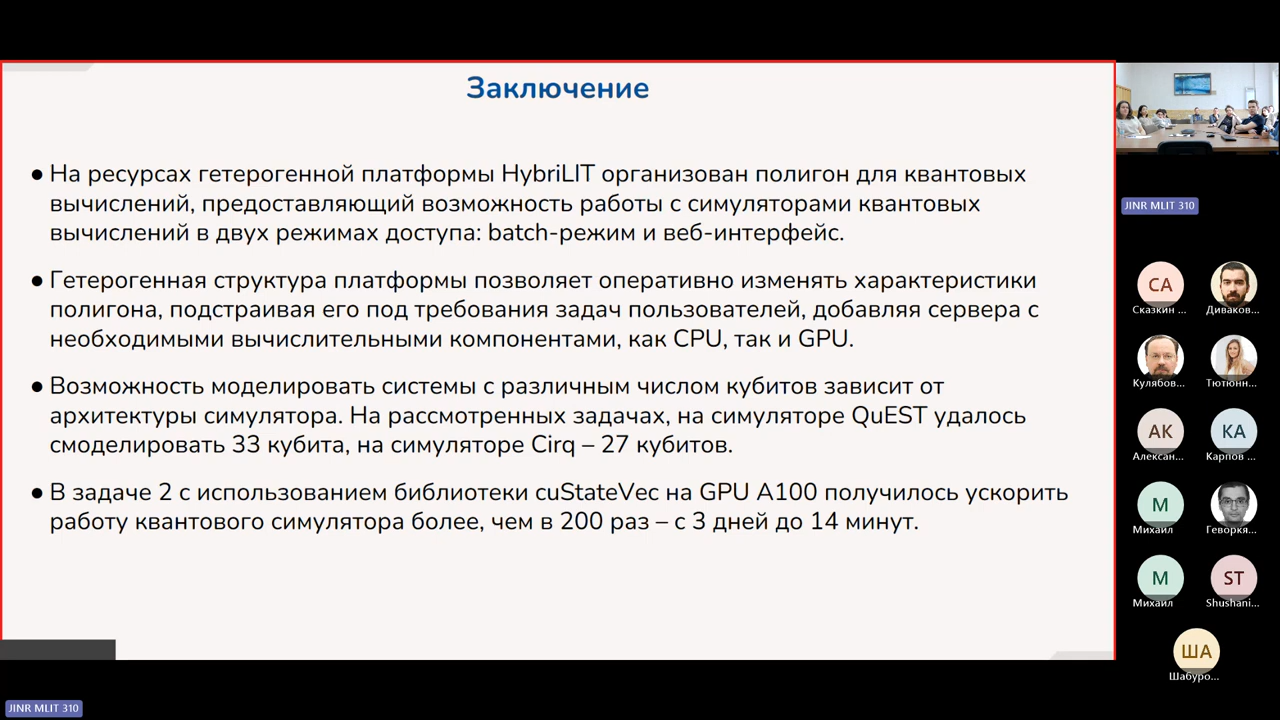 Заключение
● На ресурсах гетерогенной платформы HybriLIT организован полигон для квантовых
вычислений, предоставляющий возможность работы с симуляторами квантовых
вычислений в двух режимах доступа: batch-режим и веб-интерфейс.
● Гетерогенная структура платформы позволяет оперативно изменять характеристики
полигона, подстраивая его под требования задач пользователей, добавляя сервера с
необходимыми вычислительными компонентами, как CPU, так и GPU.
● Возможность моделировать системы с различным числом кубитов зависит от
архитектуры симулятора. На рассмотренных задачах, на симуляторе QuEST удалось
смоделировать 33 кубита, на симуляторе Cirq – 27 кубитов.
● В задаче 2 с использованием библиотеки cuStateVec на GPU A100 получилось ускорить
работу квантового симулятора более, чем в 200 раз – с 3 дней до 14 минут.
JINR MLIT 310
СА
Сказкин ... Диваков...
Кулябов... Тютюнн...
АК КА
Алексан... Карпов ...
М
Михаил Геворкя...
М ST
Михаил Shushani...
ША
Шабуро...
JINR MLIT 310